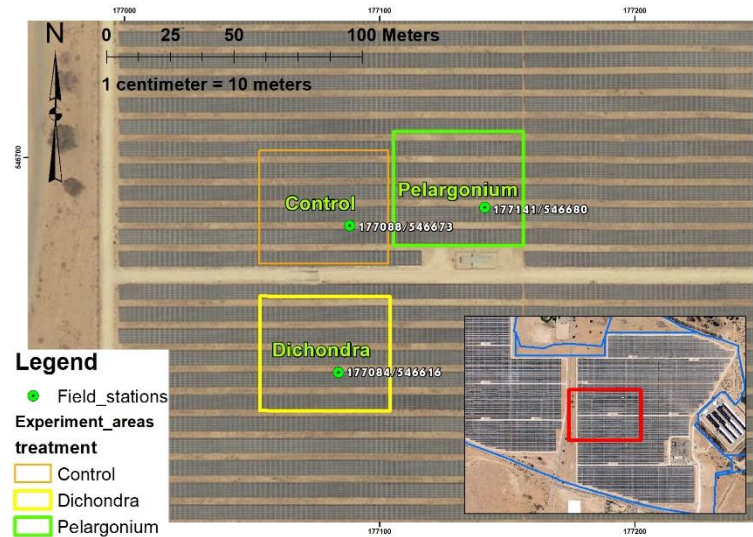 177000
177100
177200
N
0 25 50 100 Meters
1 centimeter = 10 meters
546700
Control
Pelargonium
177088/546673
177141/546680
Dichondra
177084/546616
Legend
Field_stations
Experiment_areas
treatment
Control
Dichondra
Pelargonium
177100
177200